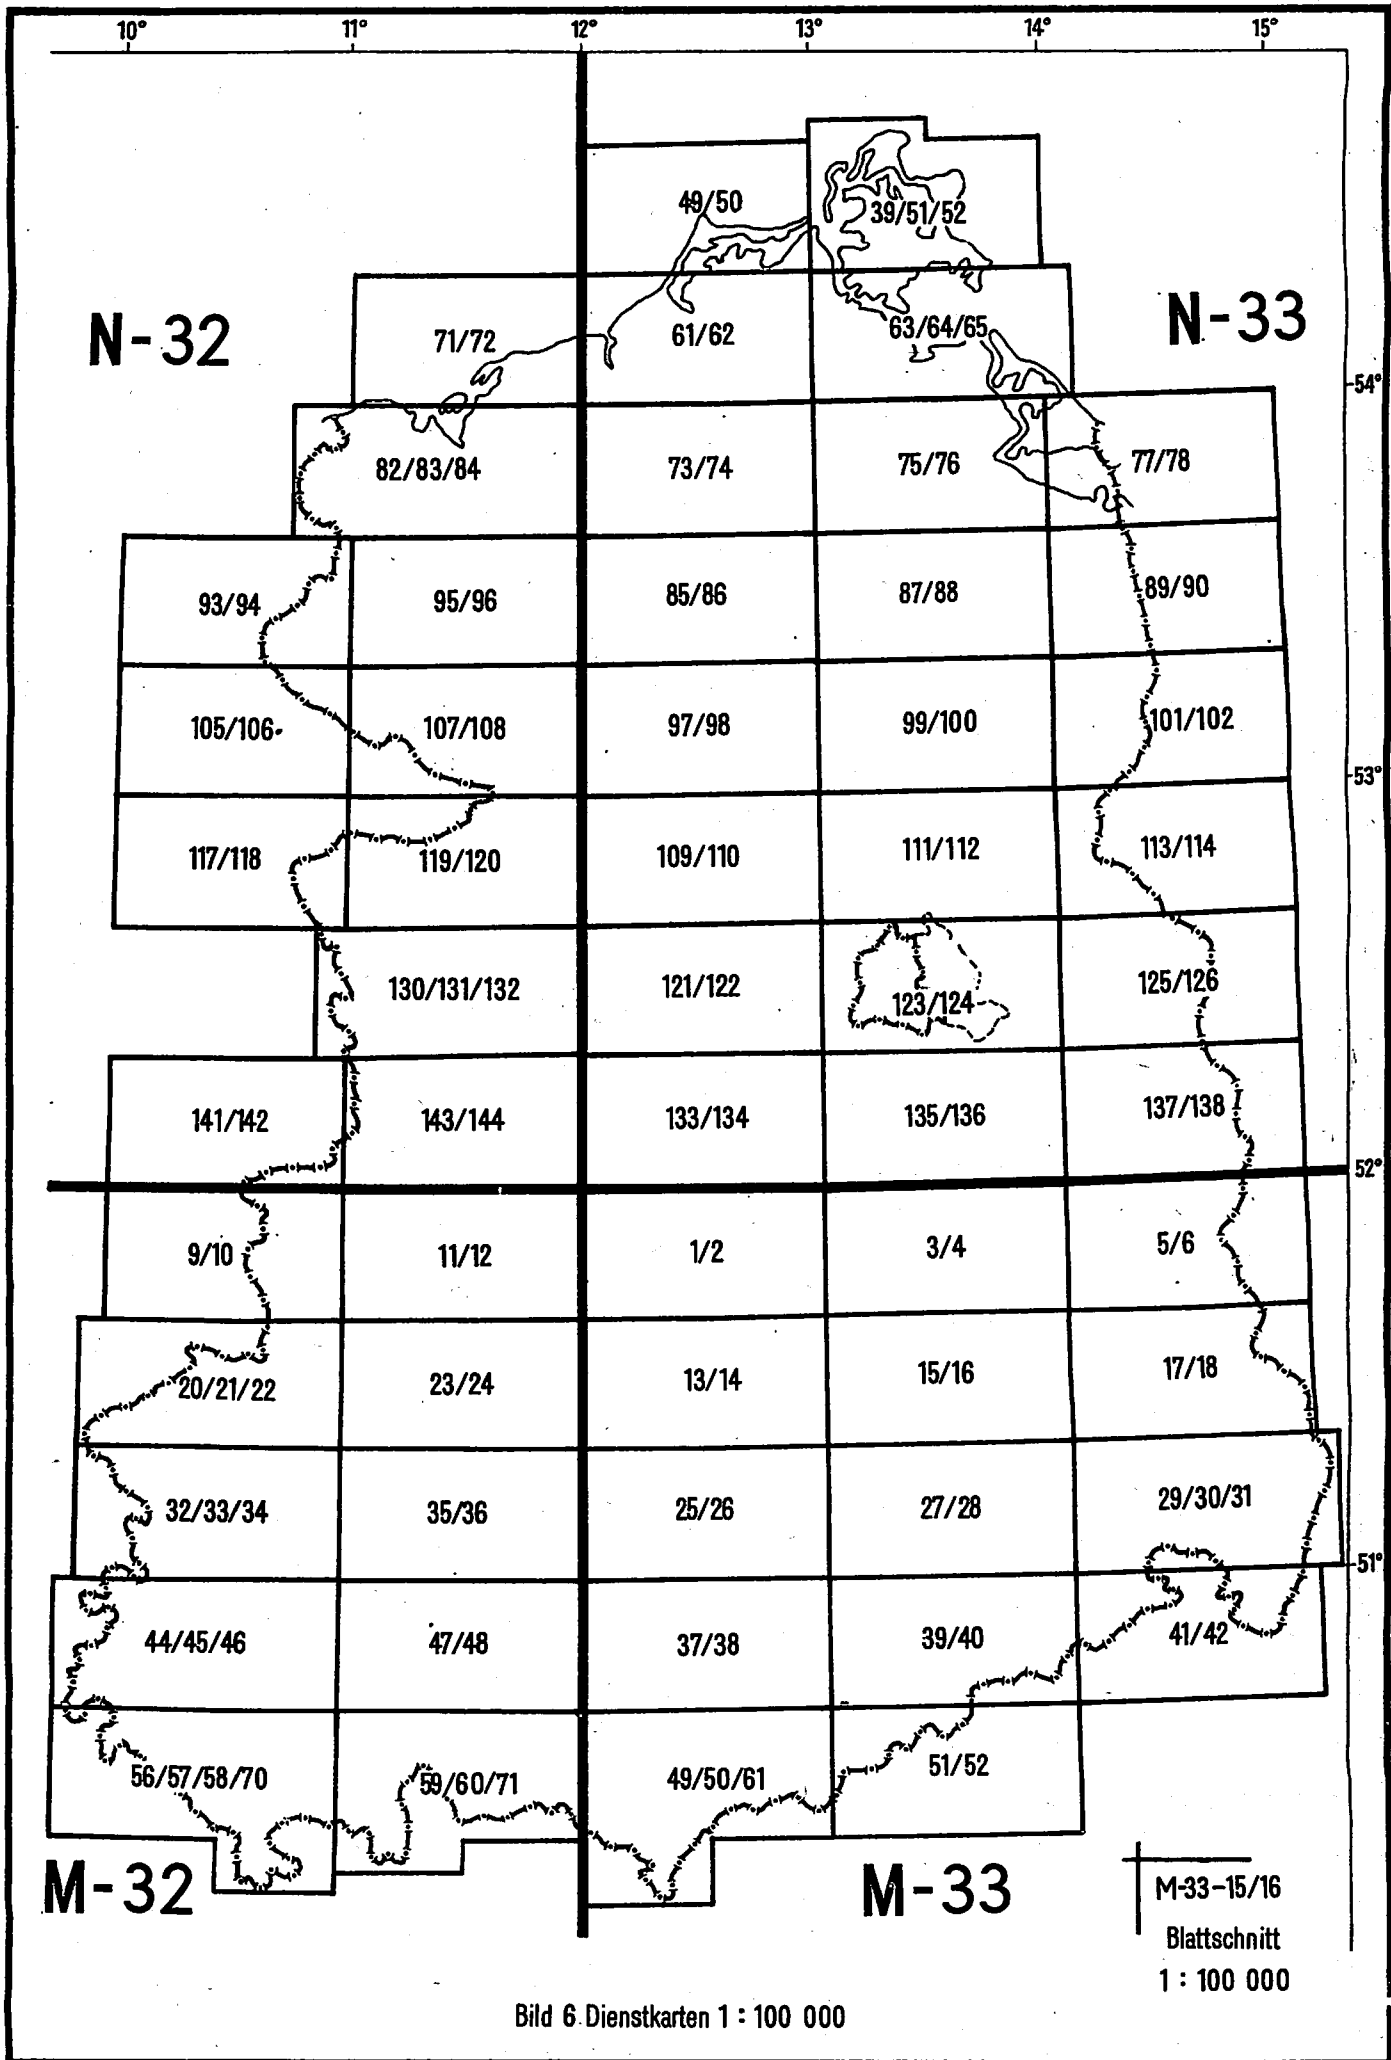 10° 11° 12° 13° 14° 15°
49/50 39/51/52
N-32 N-33
71/72 61/62 63/64/65
54°
82/83/84 73/74 75/76 77/78
93/94 95/96 85/86 87/88 89/90
105/106 107/108 97/98 99/100 101/102
53°
117/118 119/120 109/110 111/112 113/114
130/131/132 121/122 123/124 125/126
141/142 143/144 133/134 135/136 137/138
52°
9/10 11/12 1/2 3/4 5/6
20/21/22 23/24 13/14 15/16 17/18
32/33/34 35/36 25/26 27/28 29/30/31
51°
44/45/46 47/48 37/38 39/40 41/42
56/57/58/70 59/60/71 49/50/61 51/52
M-32 M-33
M-33-15/16
Blattschnitt
1 : 100 000
Bild 6 Dienstkarten 1 : 100 000